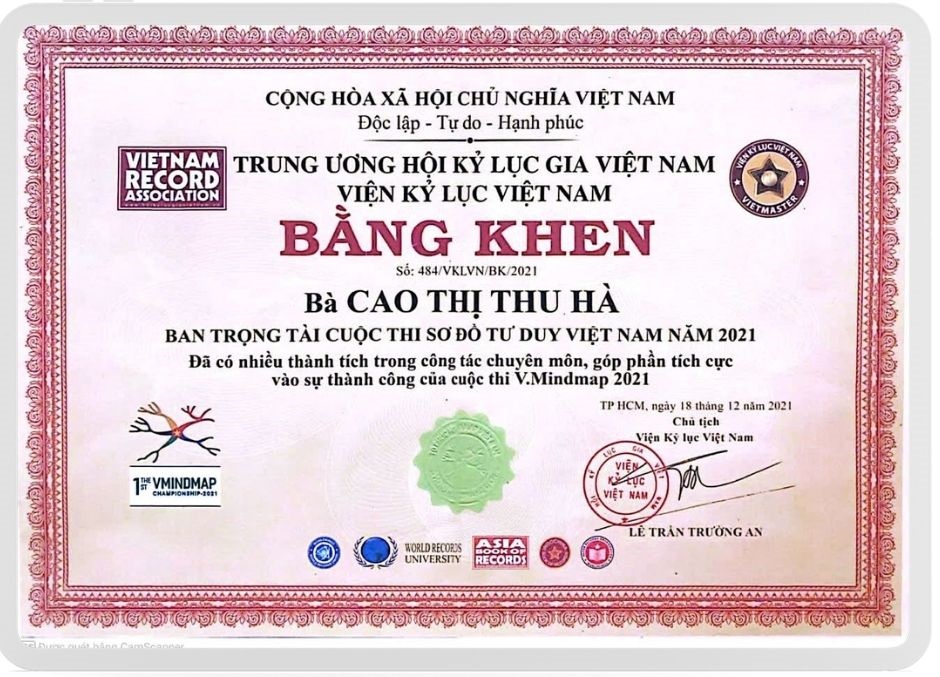 CỘNG HÒA XÃ HỘI CHỦ NGHĨA VIỆT NAM
Độc lập - Tự do - Hạnh phúc
VIETNAM
RECORD
ASSOCIATION
TRUNG ƯƠNG HỘI KỶ LỤC GIA VIỆT NAM
VIỆN KỶ LỤC VIỆT NAM
VIỆN KỶ LỤC VIỆT NAM
VIETMASTER
BẰNG KHEN
Số: 484/VKLVN/BK/2021
Bà CAO THỊ THU HÀ
BAN TRỌNG TÀI CUỘC THI SƠ ĐỒ TƯ DUY VIỆT NAM NĂM 2021
Đã có nhiều thành tích trong công tác chuyên môn, góp phần tích cực
vào sự thành công của cuộc thi V.Mindmap 2021
TP HCM, ngày 18 tháng 12 năm 2021
Chủ tịch
Viện Kỷ lục Việt Nam
VIỆN
KỶ LỤC
VIỆT NAM
LÊ TRẦN TRƯỜNG AN
1ST THE VMINDMAP
CHAMPIONSHIP-2021
WORLD RECORDS
UNIVERSITY
ASIA
BOOK OF
RECORDS
Được quét bằng CamScanner